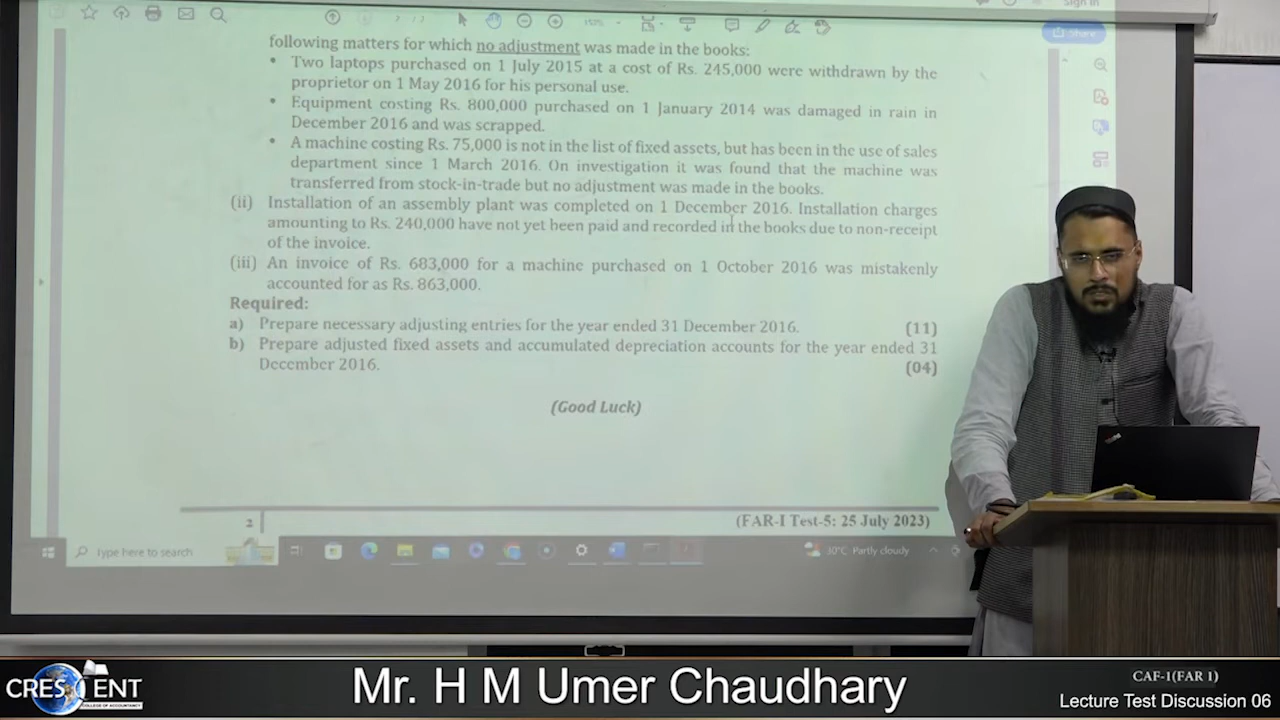 Sign in
Share
2 / 2
152%
following matters for which no adjustment was made in the books:
• Two laptops purchased on 1 July 2015 at a cost of Rs. 245,000 were withdrawn by the
proprietor on 1 May 2016 for his personal use.
• Equipment costing Rs. 800,000 purchased on 1 January 2014 was damaged in rain in
December 2016 and was scrapped.
• A machine costing Rs. 75,000 is not in the list of fixed assets, but has been in the use of sales
department since 1 March 2016. On investigation it was found that the machine was
transferred from stock-in-trade but no adjustment was made in the books.
(ii) Installation of an assembly plant was completed on 1 December 2016. Installation charges
amounting to Rs. 240,000 have not yet been paid and recorded in the books due to non-receipt
of the invoice.
(iii) An invoice of Rs. 683,000 for a machine purchased on 1 October 2016 was mistakenly
accounted for as Rs. 863,000.
Required:
a) Prepare necessary adjusting entries for the year ended 31 December 2016. (11)
b) Prepare adjusted fixed assets and accumulated depreciation accounts for the year ended 31
December 2016. (04)
(Good Luck)
2 (FAR-I Test-5: 25 July 2023)
Type here to search
30°C Partly cloudy
CRESCENT
COLLEGE OF ACCOUNTANCY
Mr. H M Umer Chaudhary
CAF-1(FAR 1)
Lecture Test Discussion 06